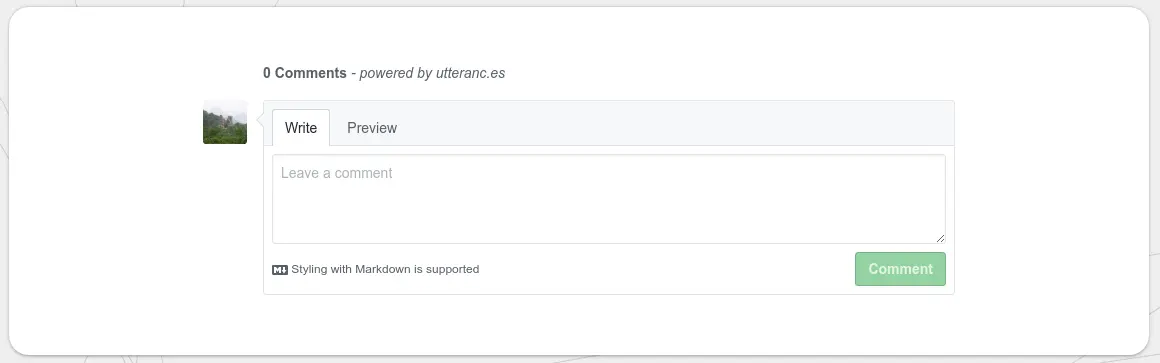 0 Comments - powered by utteranc.es
Write Preview
Leave a comment
M↓ Styling with Markdown is supported
Comment